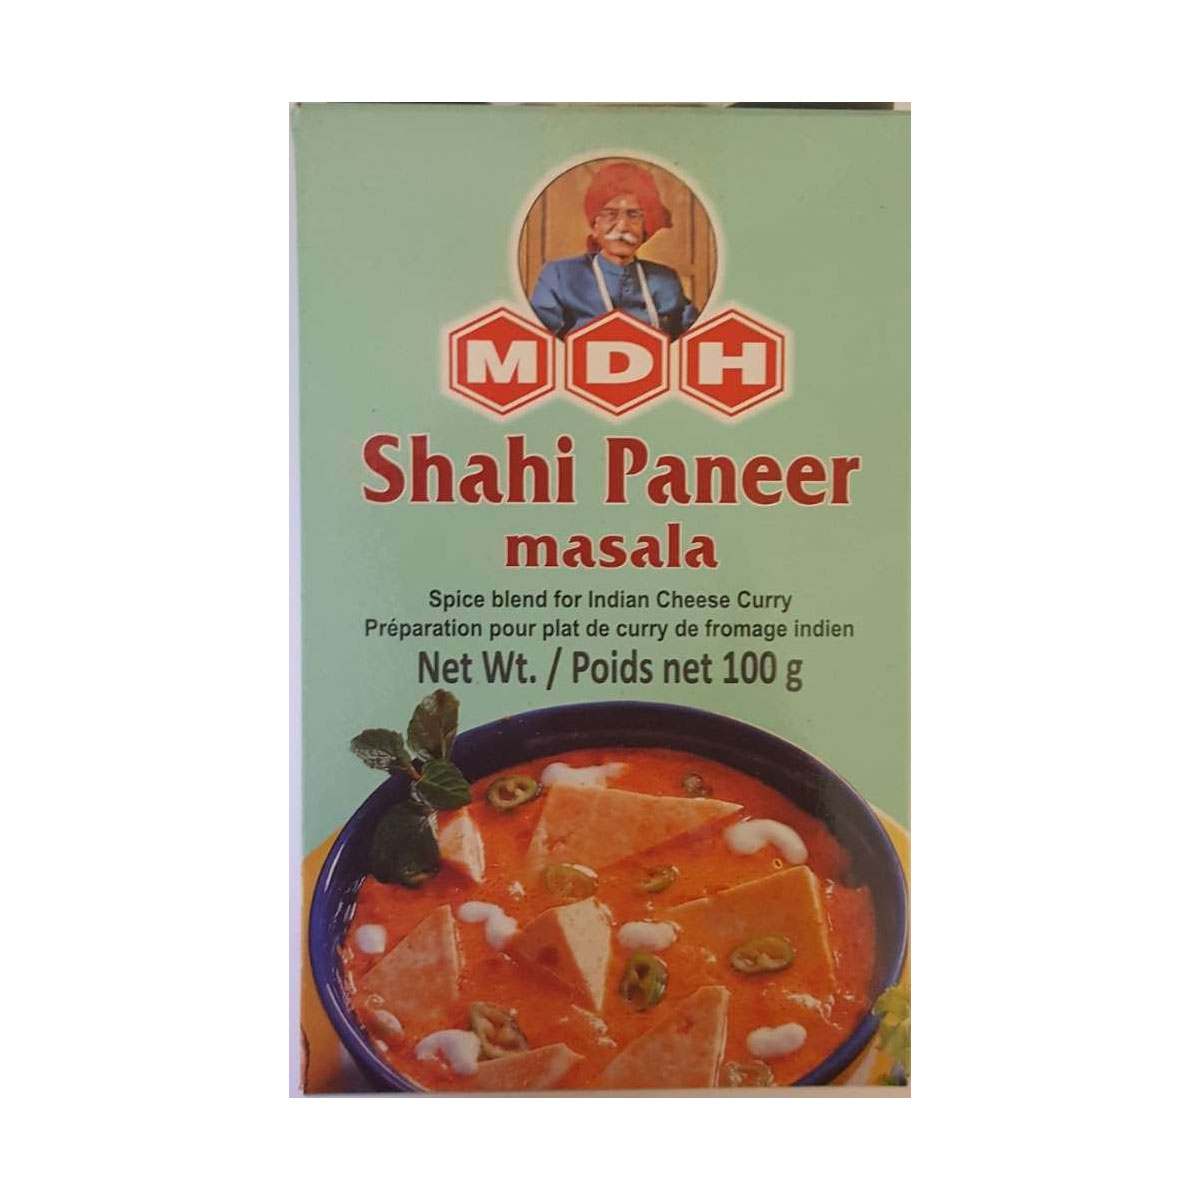 MDH
Shahi Paneer
masala
Spice blend for Indian Cheese Curry
Préparation pour plat de curry de fromage indien
Net Wt. / Poids net 100 g